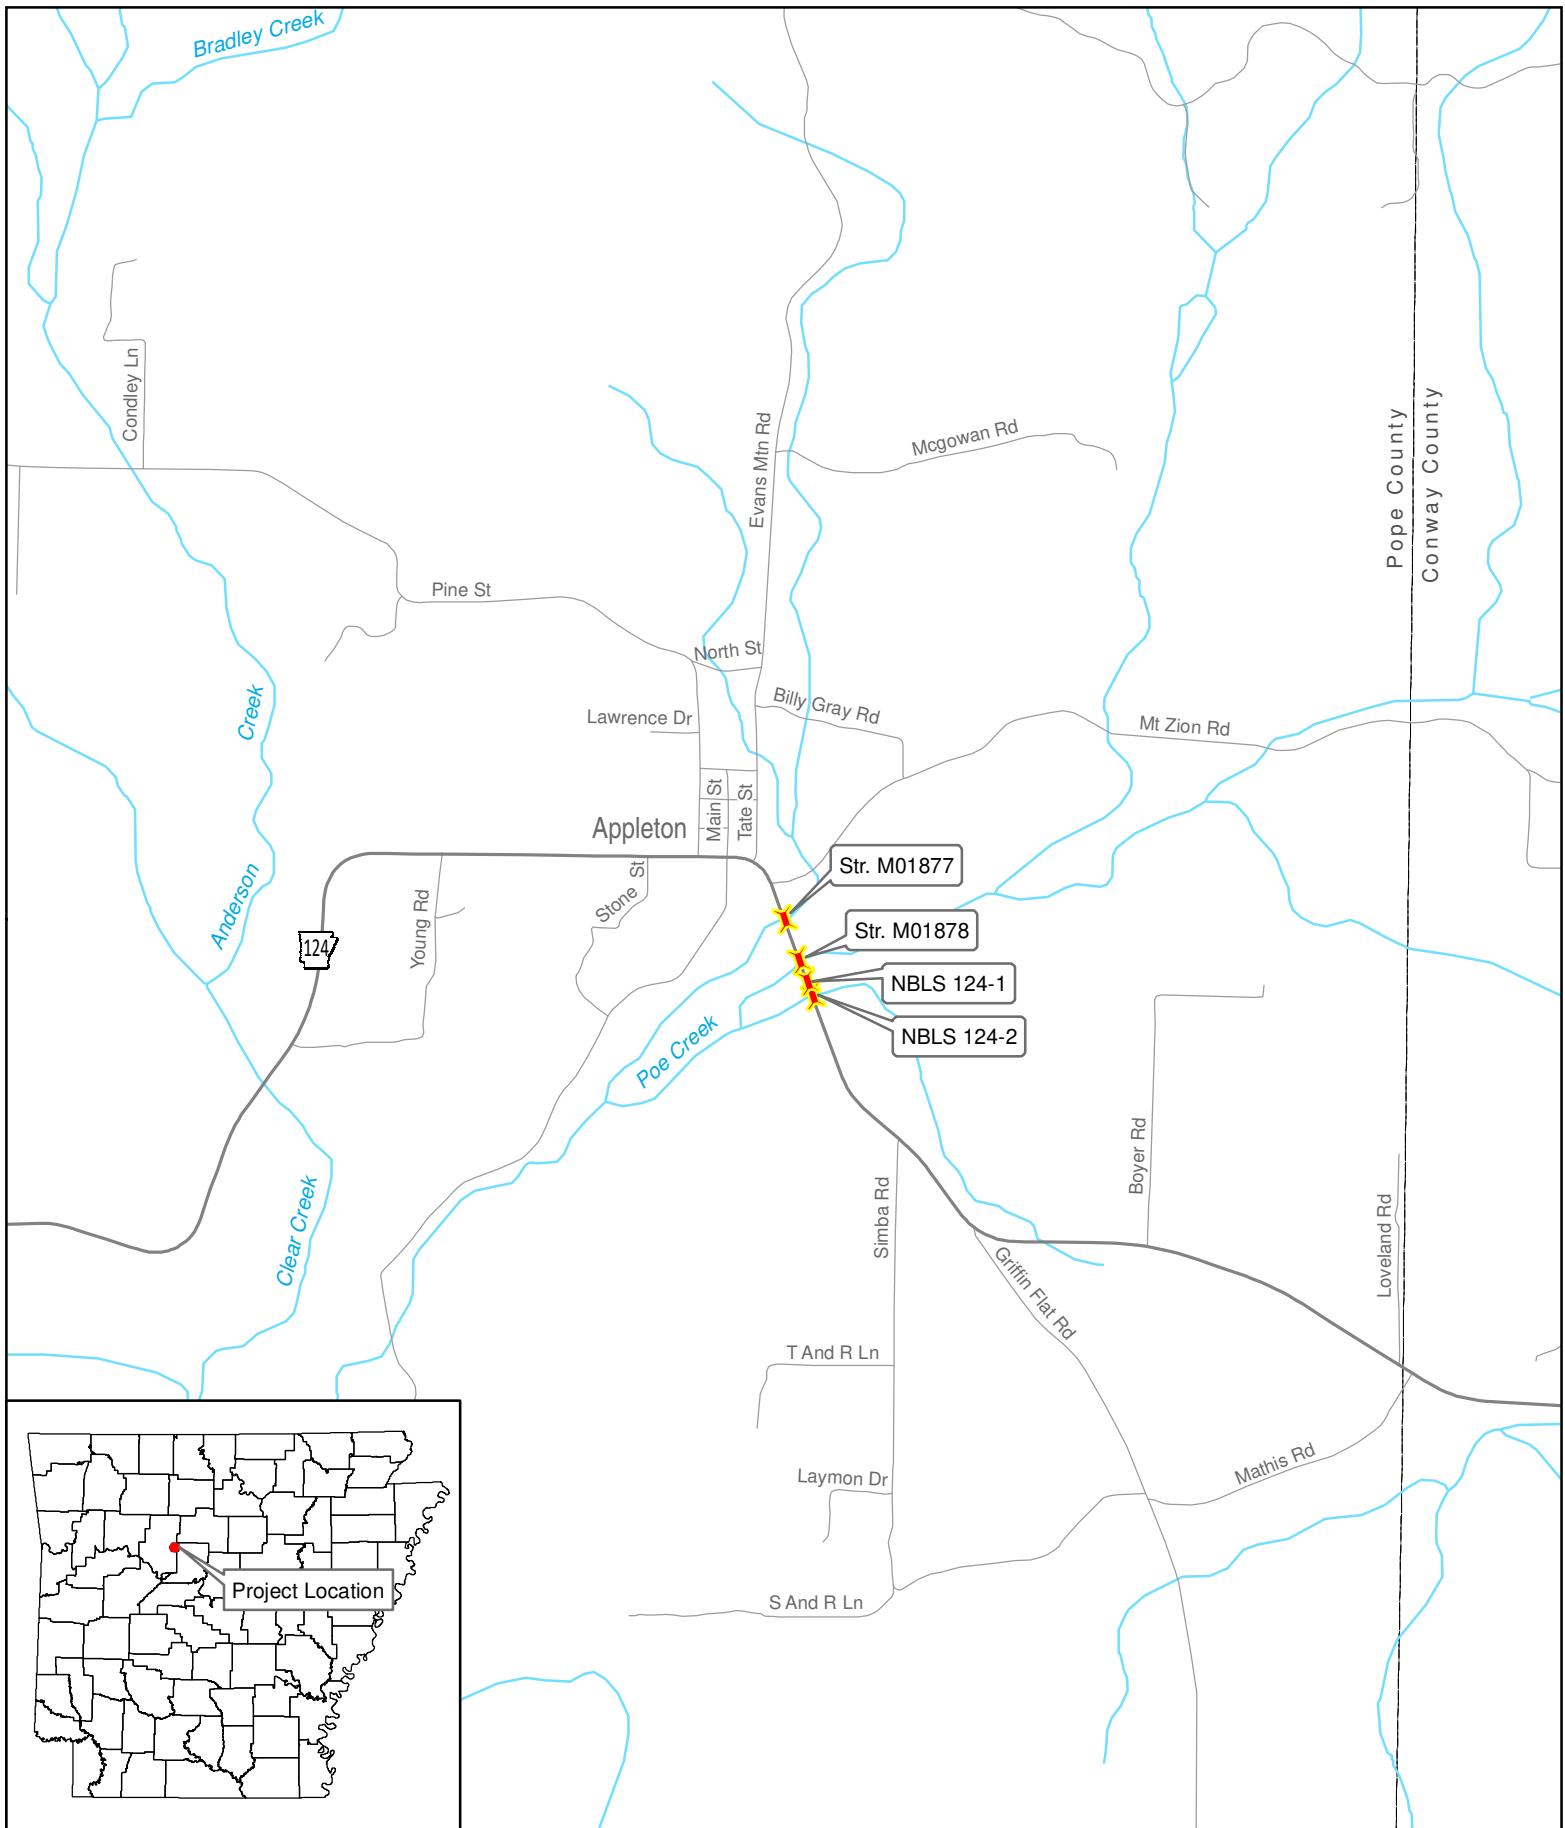 Bradley Creek
Condley Ln
Evans Mtn Rd
Mcgowan Rd
Pope County
Conway County
Pine St
North St
Billy Gray Rd
Lawrence Dr
Mt Zion Rd
Creek
Anderson
Main St
Tate St
Appleton
Str. M01877
Stone St
Young Rd
124
Str. M01878
NBLS 124-1
NBLS 124-2
Poe Creek
Boyer Rd
Simba Rd
Clear Creek
Loveland Rd
Griffin Flat Rd
T And R Ln
Laymon Dr
Mathis Rd
Project Location
S And R Ln